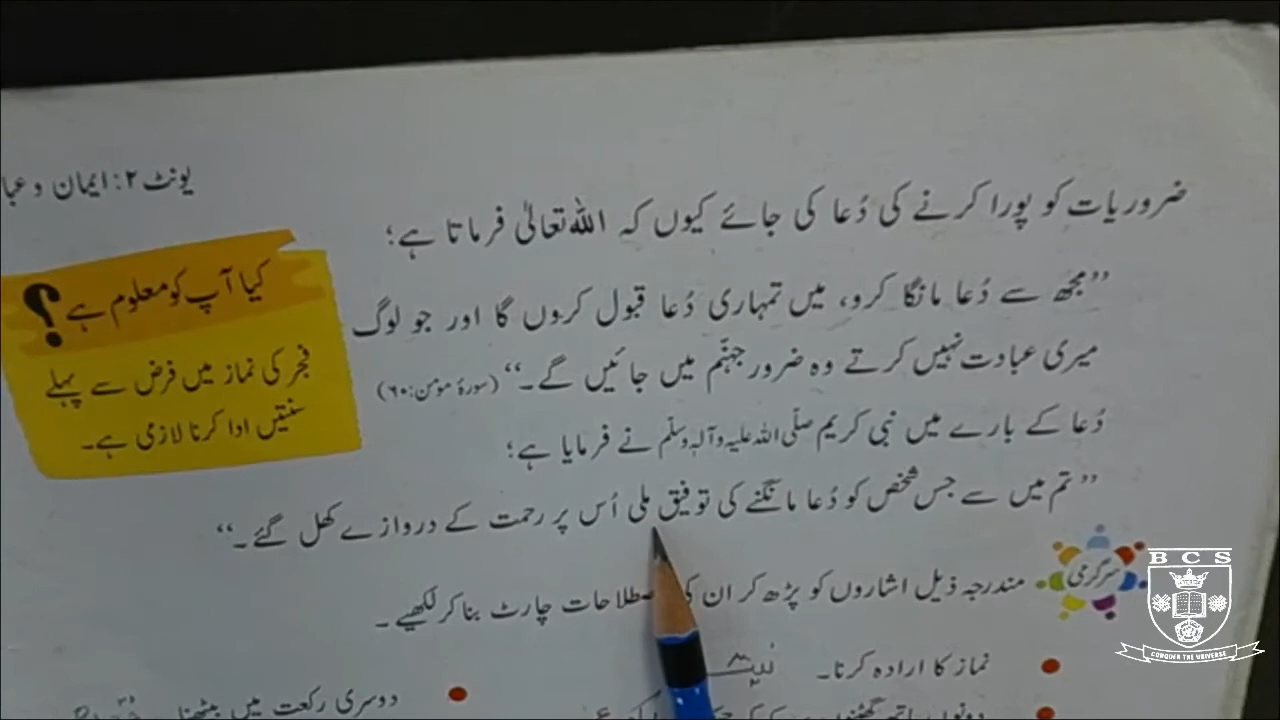 یونٹ ۲: ایمان و عبا
ضروریات کو پورا کرنے کی دُعا کی جائے کیوں کہ اللہ تعالیٰ فرماتا ہے؛
”مجھ سے دُعا مانگا کرو، میں تمہاری دُعا قبول کروں گا اور جو لوگ
میری عبادت نہیں کرتے وہ ضرور جہنّم میں جائیں گے۔“ (سورۂ مومن: ۶۰)
دُعا کے بارے میں نبی کریم صلّی اللہ علیہ وآلہٖ وسلّم نے فرمایا ہے؛
”تم میں سے جس شخص کو دُعا مانگنے کی توفیق ملی اُس پر رحمت کے دروازے کھل گئے۔“
کیا آپ کو معلوم ہے؟
فجر کی نماز میں فرض سے پہلے
سنتیں ادا کرنا لازمی ہے۔
سرگرمی
مندرجہ ذیل اشاروں کو پڑھ کر ان کی چارٹ بنا کر لکھیے۔
نماز کا ارادہ کرنا۔ نیت
دوسری رکعت میں بیٹھنا
BCS
CONQUER THE UNIVERSE